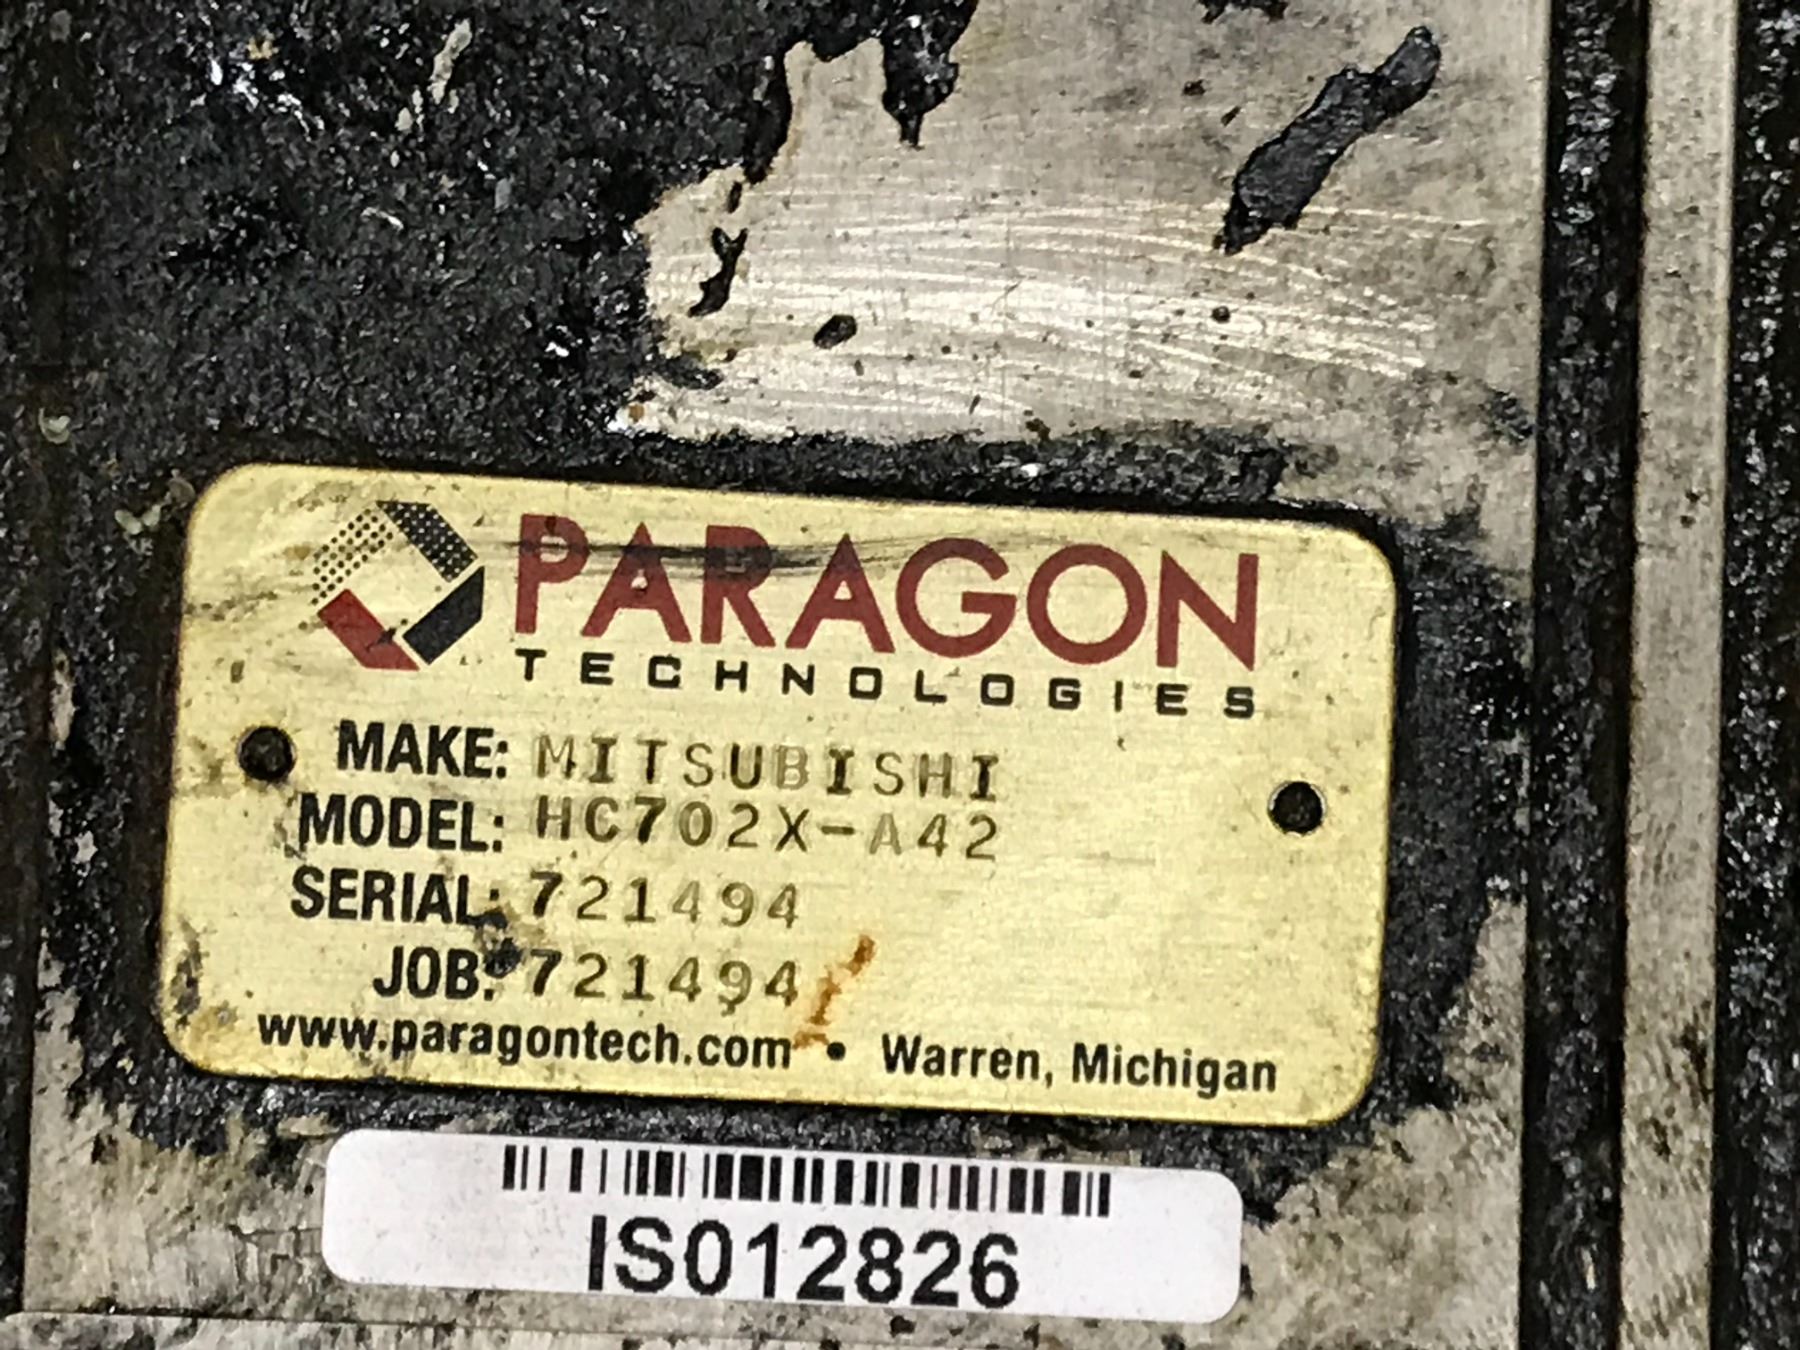 PARAGON
TECHNOLOGIES
MAKE: MITSUBISHI
MODEL: HC702X-A42
SERIAL: 721494
JOB: 721494
www.paragontech.com • Warren, Michigan
IS012826